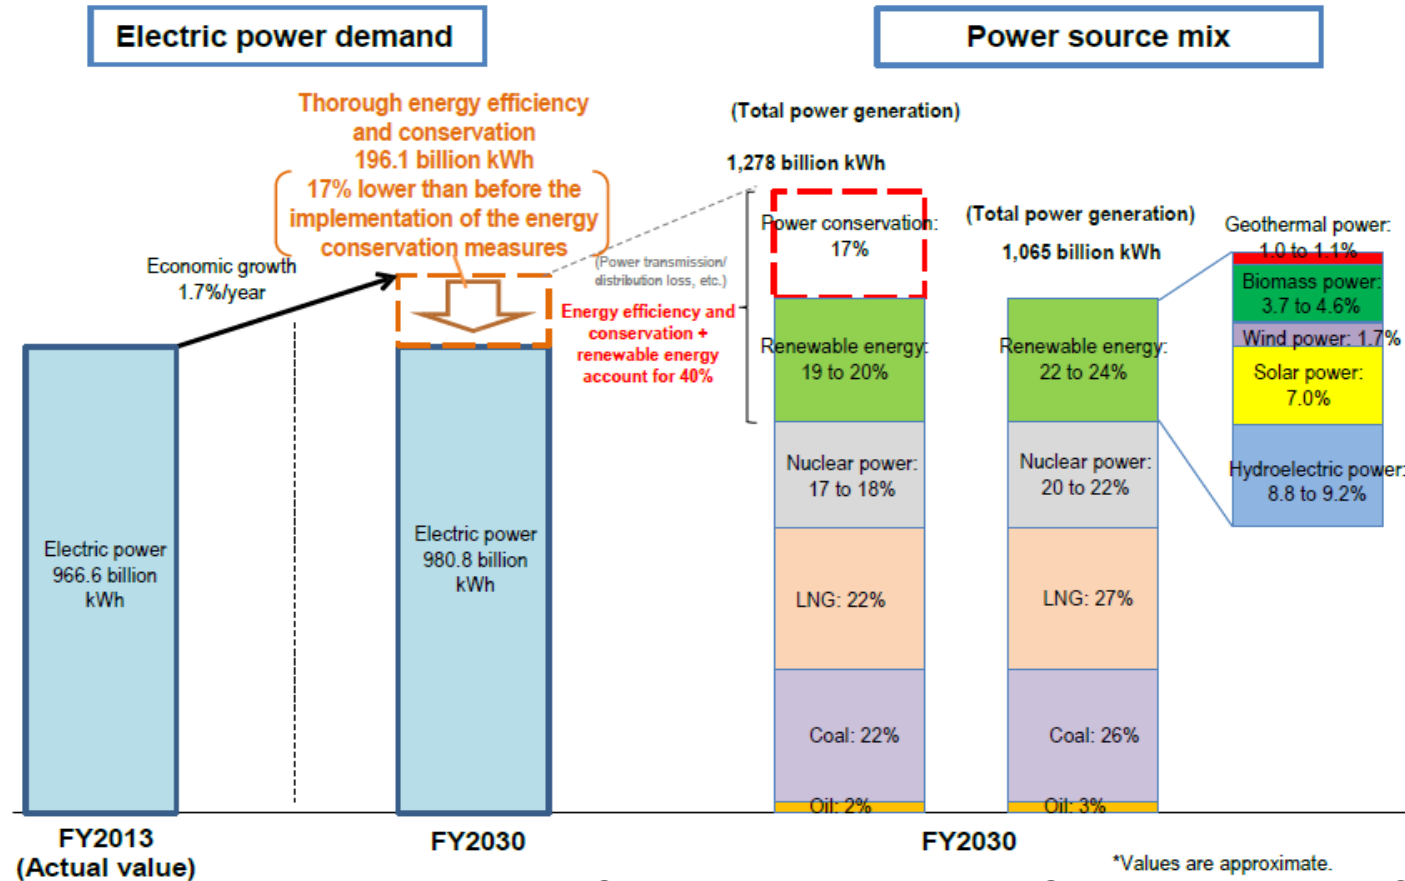 Electric power demand
Power source mix
Thorough energy efficiency
and conservation
196.1 billion kWh
17% lower than before the
implementation of the energy
conservation measures
Economic growth
1.7%/year
(Power transmission/
distribution loss, etc.)
Energy efficiency and
conservation +
renewable energy
account for 40%
Electric power
966.6 billion
kWh
Electric power
980.8 billion
kWh
(Total power generation)
1,278 billion kWh
Power conservation:
17%
Renewable energy:
19 to 20%
Nuclear power:
17 to 18%
LNG: 22%
Coal: 22%
Oil: 2%
(Total power generation)
1,065 billion kWh
Renewable energy:
22 to 24%
Nuclear power:
20 to 22%
LNG: 27%
Coal: 26%
Oil: 3%
Geothermal power:
1.0 to 1.1%
Biomass power:
3.7 to 4.6%
Wind power: 1.7%
Solar power:
7.0%
Hydroelectric power:
8.8 to 9.2%
FY2013
(Actual value)
FY2030
FY2030
*Values are approximate.